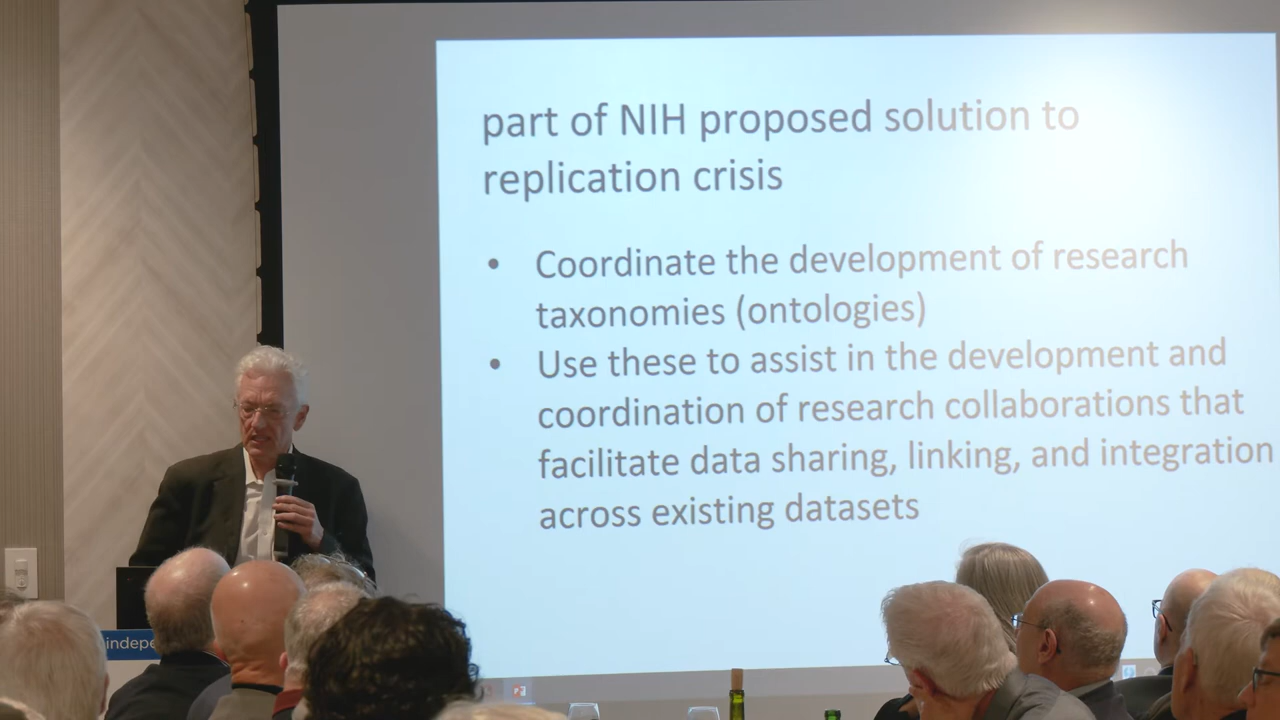 part of NIH proposed solution to
replication crisis
• Coordinate the development of research
taxonomies (ontologies)
• Use these to assist in the development and
coordination of research collaborations that
facilitate data sharing, linking, and integration
across existing datasets
indepe